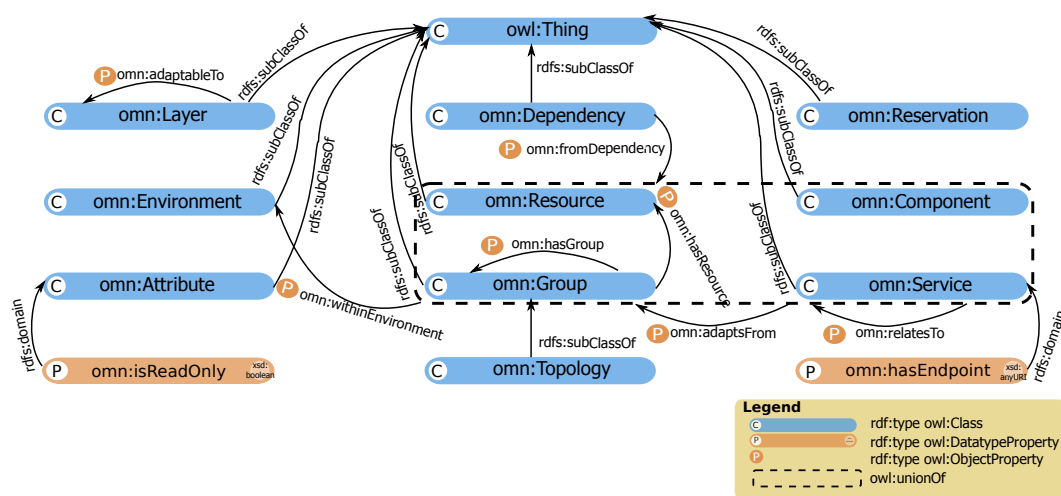 C owl:Thing
rdfs:subClassOf
rdfs:subClassOf
rdfs:subClassOf
P omn:adaptableTo
C omn:Layer
C omn:Dependency
C omn:Reservation
rdfs:subClassOf
rdfs:subClassOf
P omn:fromDependency
rdfs:subClassOf
rdfs:subClassOf
C omn:Environment
C omn:Resource
P omn:hasResource
C omn:Component
rdfs:subClassOf
rdfs:subClassOf
P omn:hasGroup
C omn:Attribute
P omn:withinEnvironment
C omn:Group
C omn:Service
rdfs:domain
P omn:adaptsFrom
P omn:relatesTo
rdfs:domain
rdfs:subClassOf
P omn:isReadOnly xsd:
boolean
C omn:Topology
P omn:hasEndpoint xsd:
anyURI
Legend
C rdf:type owl:Class
P rdf:type owl:DatatypeProperty
P rdf:type owl:ObjectProperty
owl:unionOf